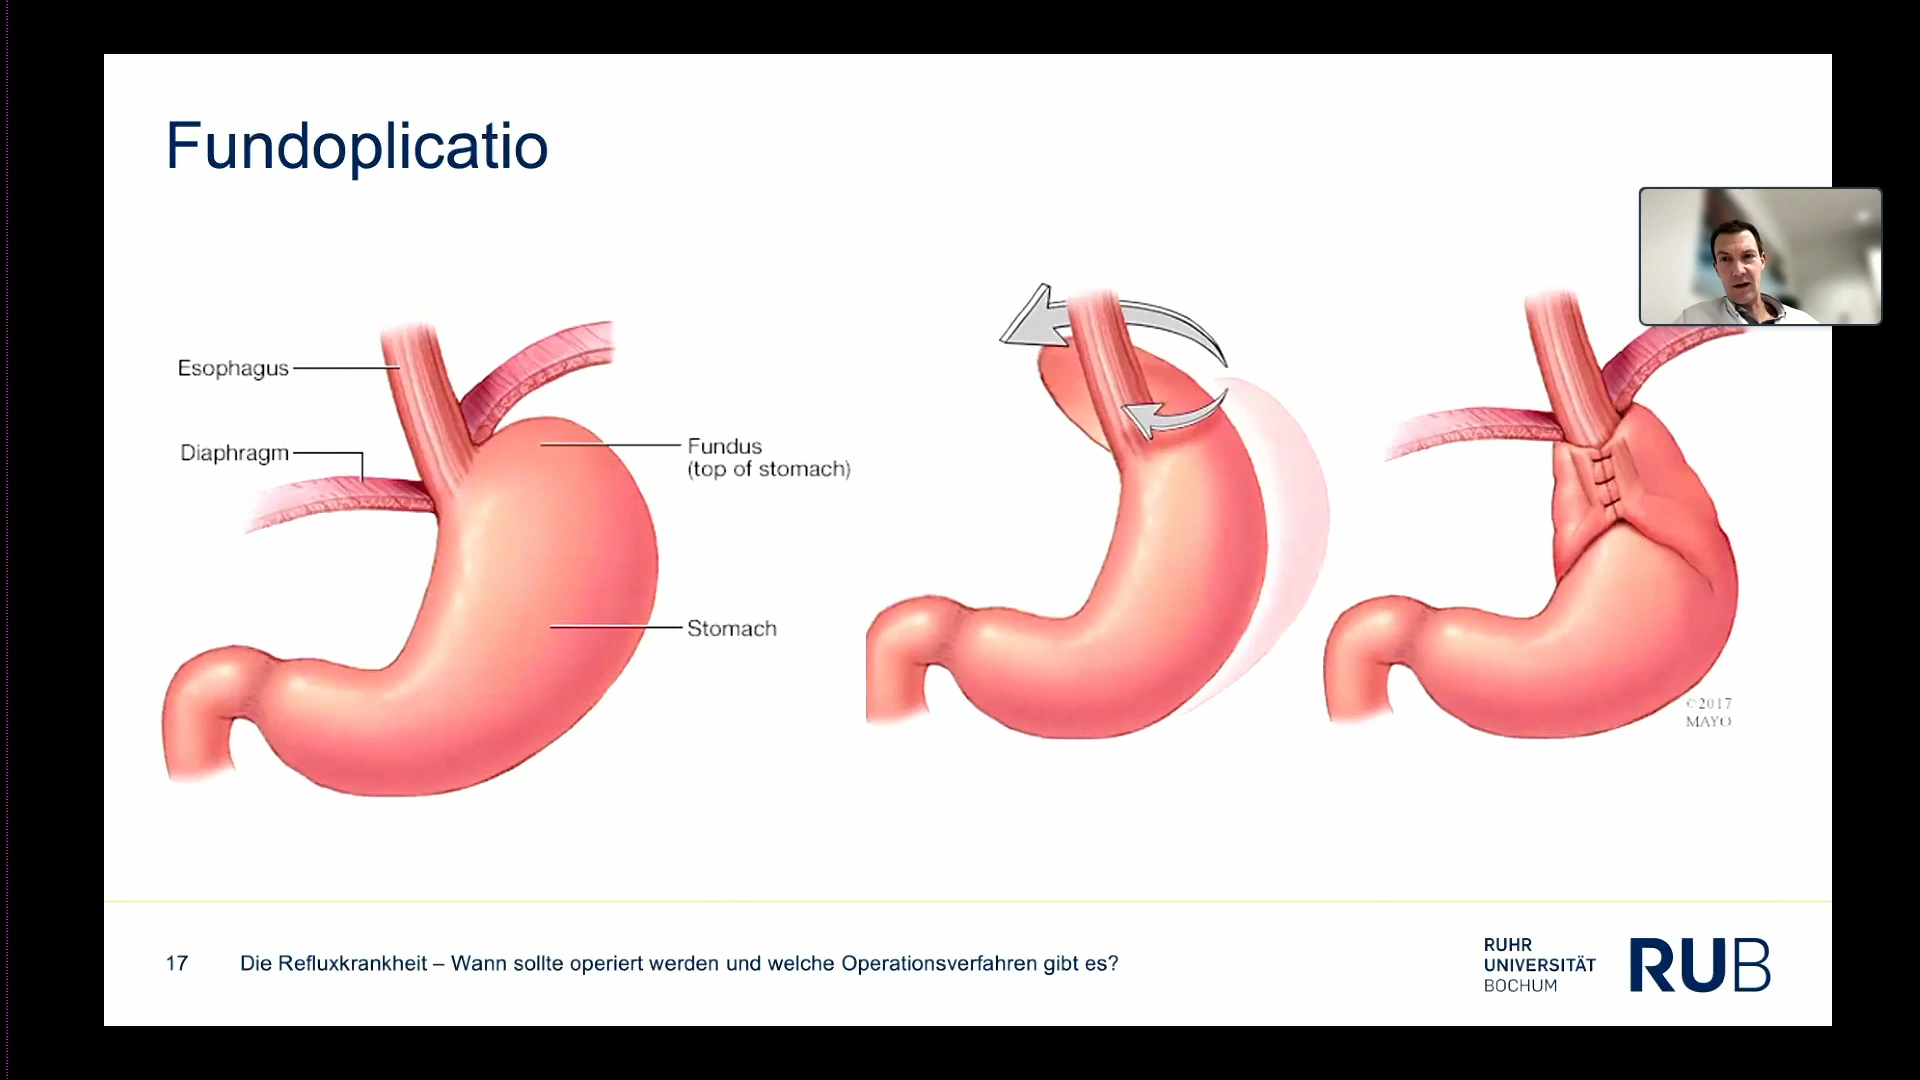 Fundoplicatio
Esophagus
Diaphragm
Fundus
(top of stomach)
Stomach
©2017
MAYO
17
Die Refluxkrankheit – Wann sollte operiert werden und welche Operationsverfahren gibt es?
RUHR
UNIVERSITÄT
BOCHUM
RUB